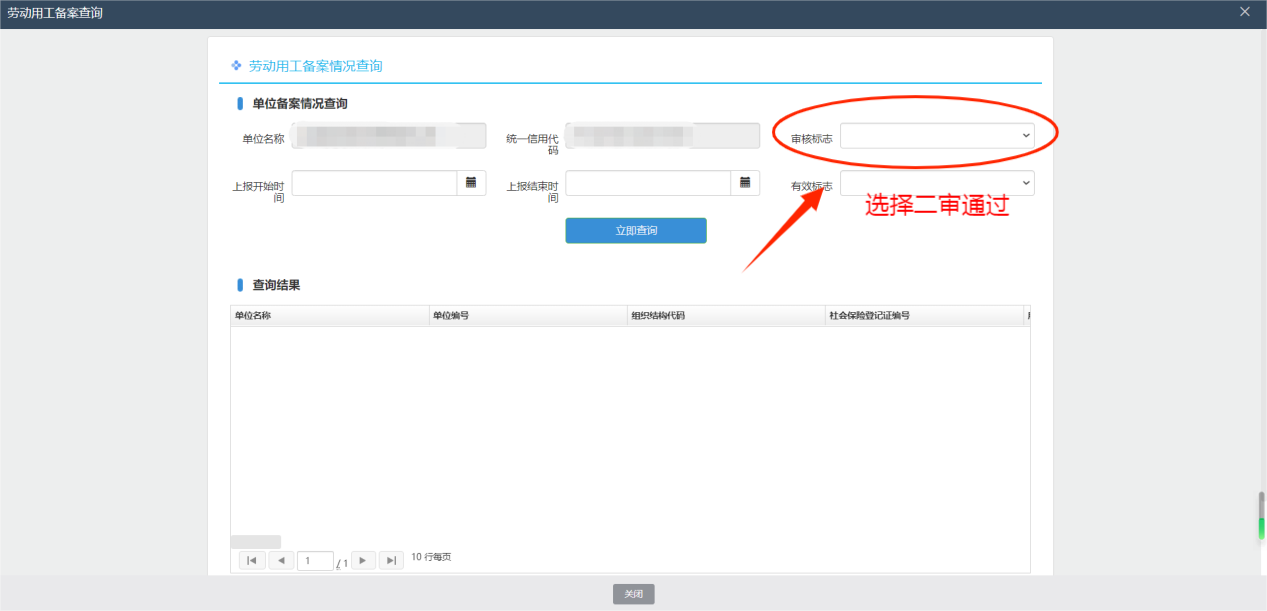 劳动用工备案查询
劳动用工备案情况查询
单位备案情况查询
单位名称
统一信用代码
审核标志
上报开始时间
上报结束时间
有效标志
选择二审通过
立即查询
查询结果
单位名称 单位编号 组织结构代码 社会保险登记证编号
1 / 1 10 行每页
关闭